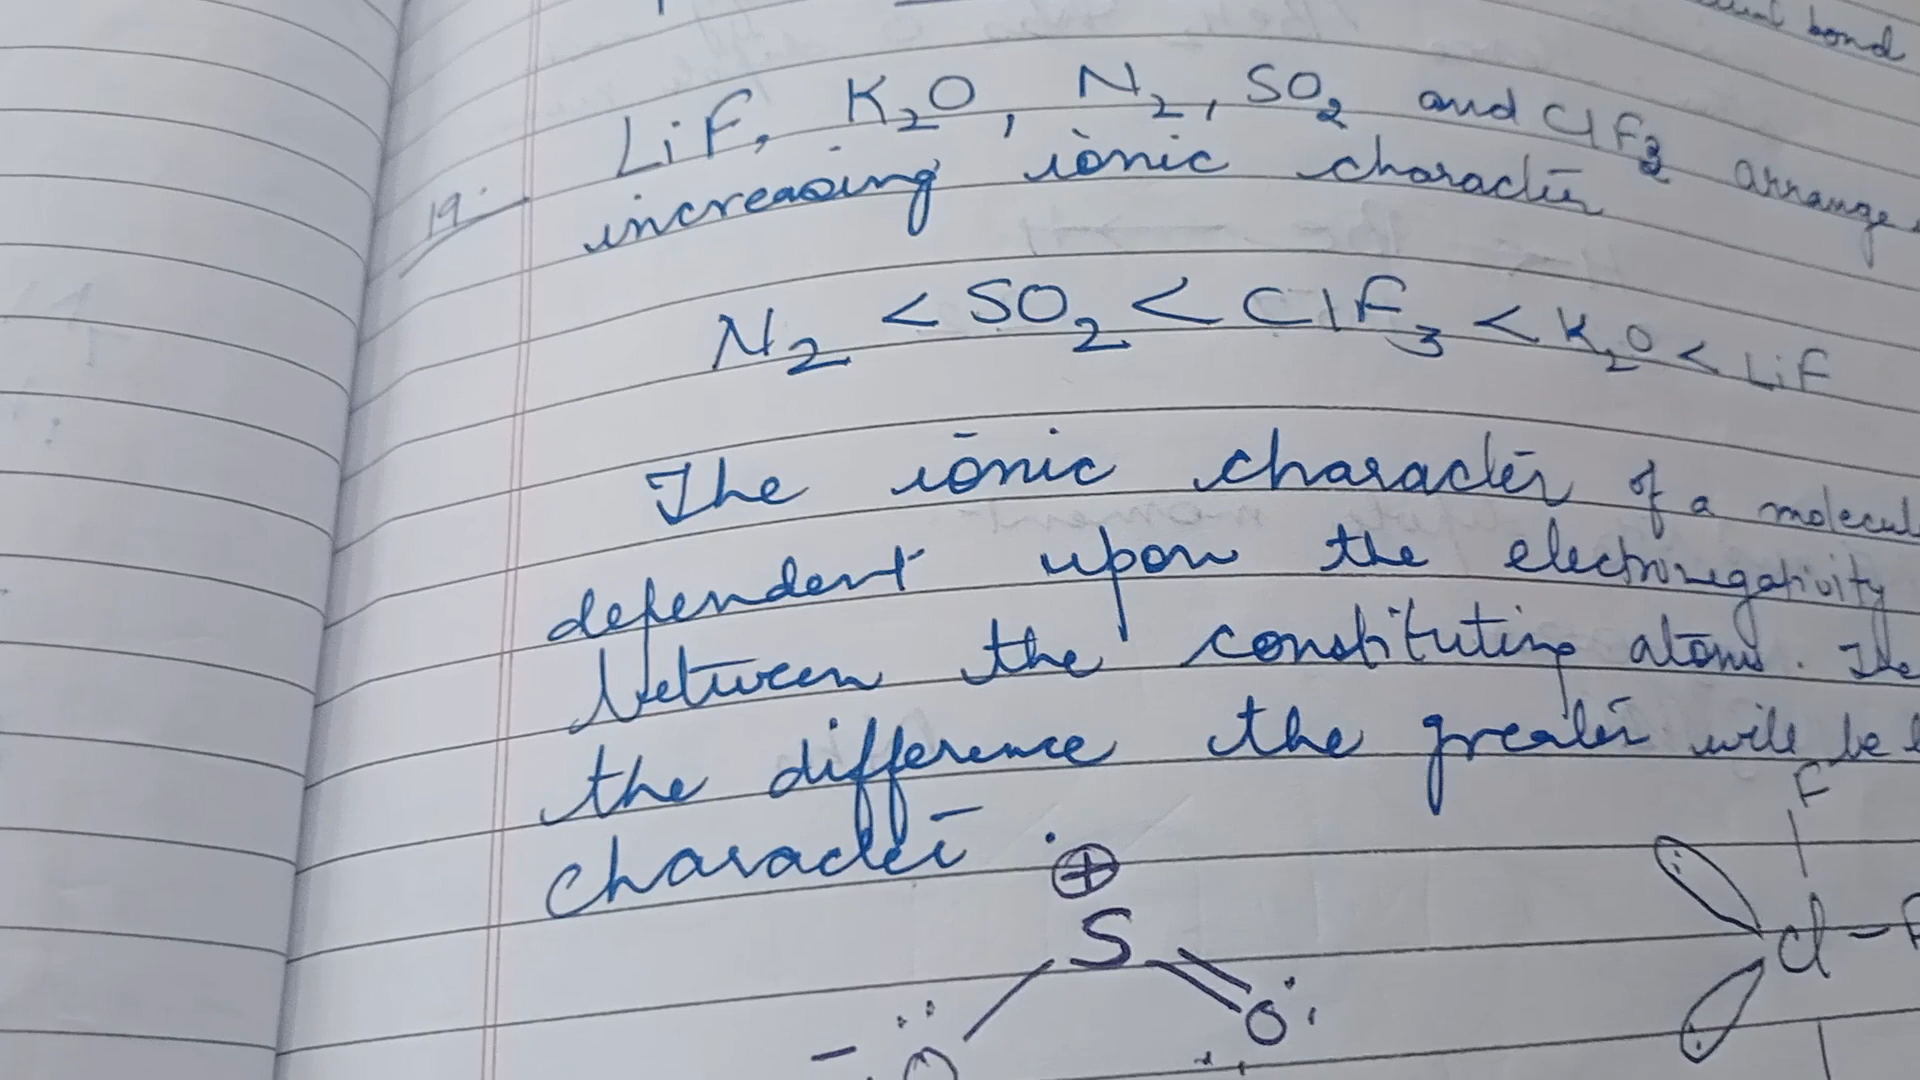 bond
LiF, K₂O, N₂, SO₂ and ClF₃ arrange
19. increasing ionic character
N₂ < SO₂ < ClF₃ < K₂O < LiF
The ionic character of a molecul
dependent upon the electronegativity
between the constituting atoms. The
the difference the greater will be
character
F
⊕
S
Cl - F
O
- O